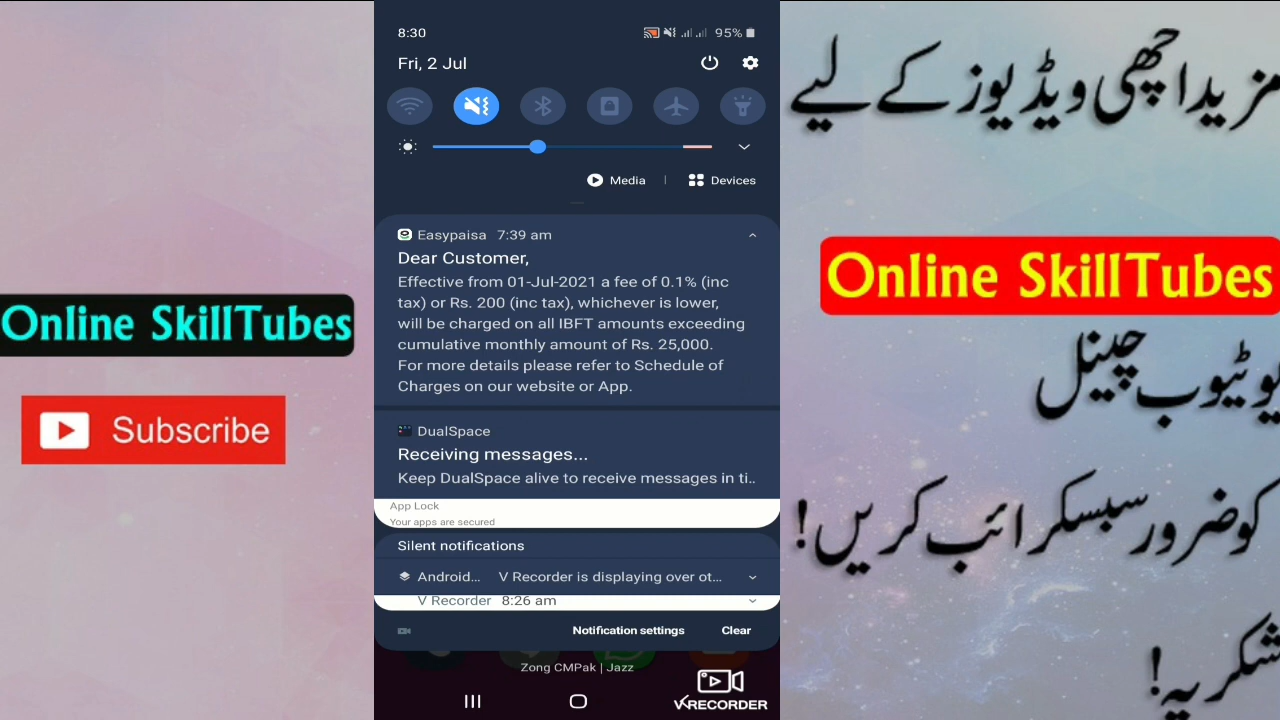 Online SkillTubes
Subscribe
8:30
95%
Fri, 2 Jul
Media | Devices
Easypaisa 7:39 am
Dear Customer,
Effective from 01-Jul-2021 a fee of 0.1% (inc
tax) or Rs. 200 (inc tax), whichever is lower,
will be charged on all IBFT amounts exceeding
cumulative monthly amount of Rs. 25,000.
For more details please refer to Schedule of
Charges on our website or App.
DualSpace
Receiving messages...
Keep DualSpace alive to receive messages in ti..
App Lock
Your apps are secured
Silent notifications
Android... V Recorder is displaying over ot...
V Recorder 8:26 am
Notification settings Clear
Zong CMPak | Jazz
VRECORDER
مزید اچھی ویڈیوز کے لیے
Online SkillTubes
یوٹیوب چینل
کو ضرور سبسکرائب کریں!
شکریہ!